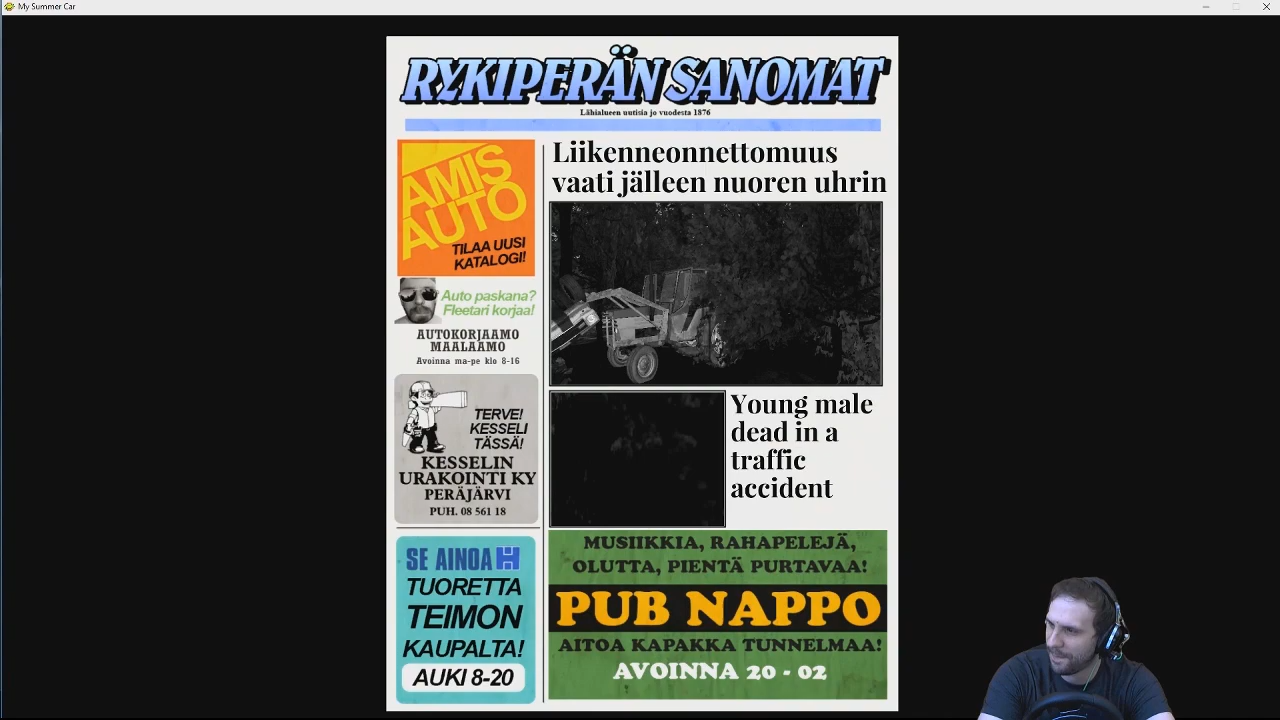 My Summer Car
RYKIPERÄN SANOMAT
Lähialueen uutisia jo vuodesta 1876
AMIS
AUTO
TILAA UUSI
KATALOGI!
Auto paskana?
Fleetari korjaa!
AUTOKORJAAMO
MAALAAMO
Avoinna ma-pe klo 8-16
TERVE!
KESSELI
TÄSSÄ!
KESSELIN
URAKOINTI KY
PERÄJÄRVI
PUH. 08 561 18
SE AINOA H
TUORETTA
TEIMON
KAUPALTA!
AUKI 8-20
Liikenneonnettomuus
vaati jälleen nuoren uhrin
Young male
dead in a
traffic
accident
MUSIIKKIA, RAHAPELEJÄ,
OLUTTA, PIENTÄ PURTAVAA!
PUB NAPPO
AITOA KAPAKKA TUNNELMAA!
AVOINNA 20 - 02